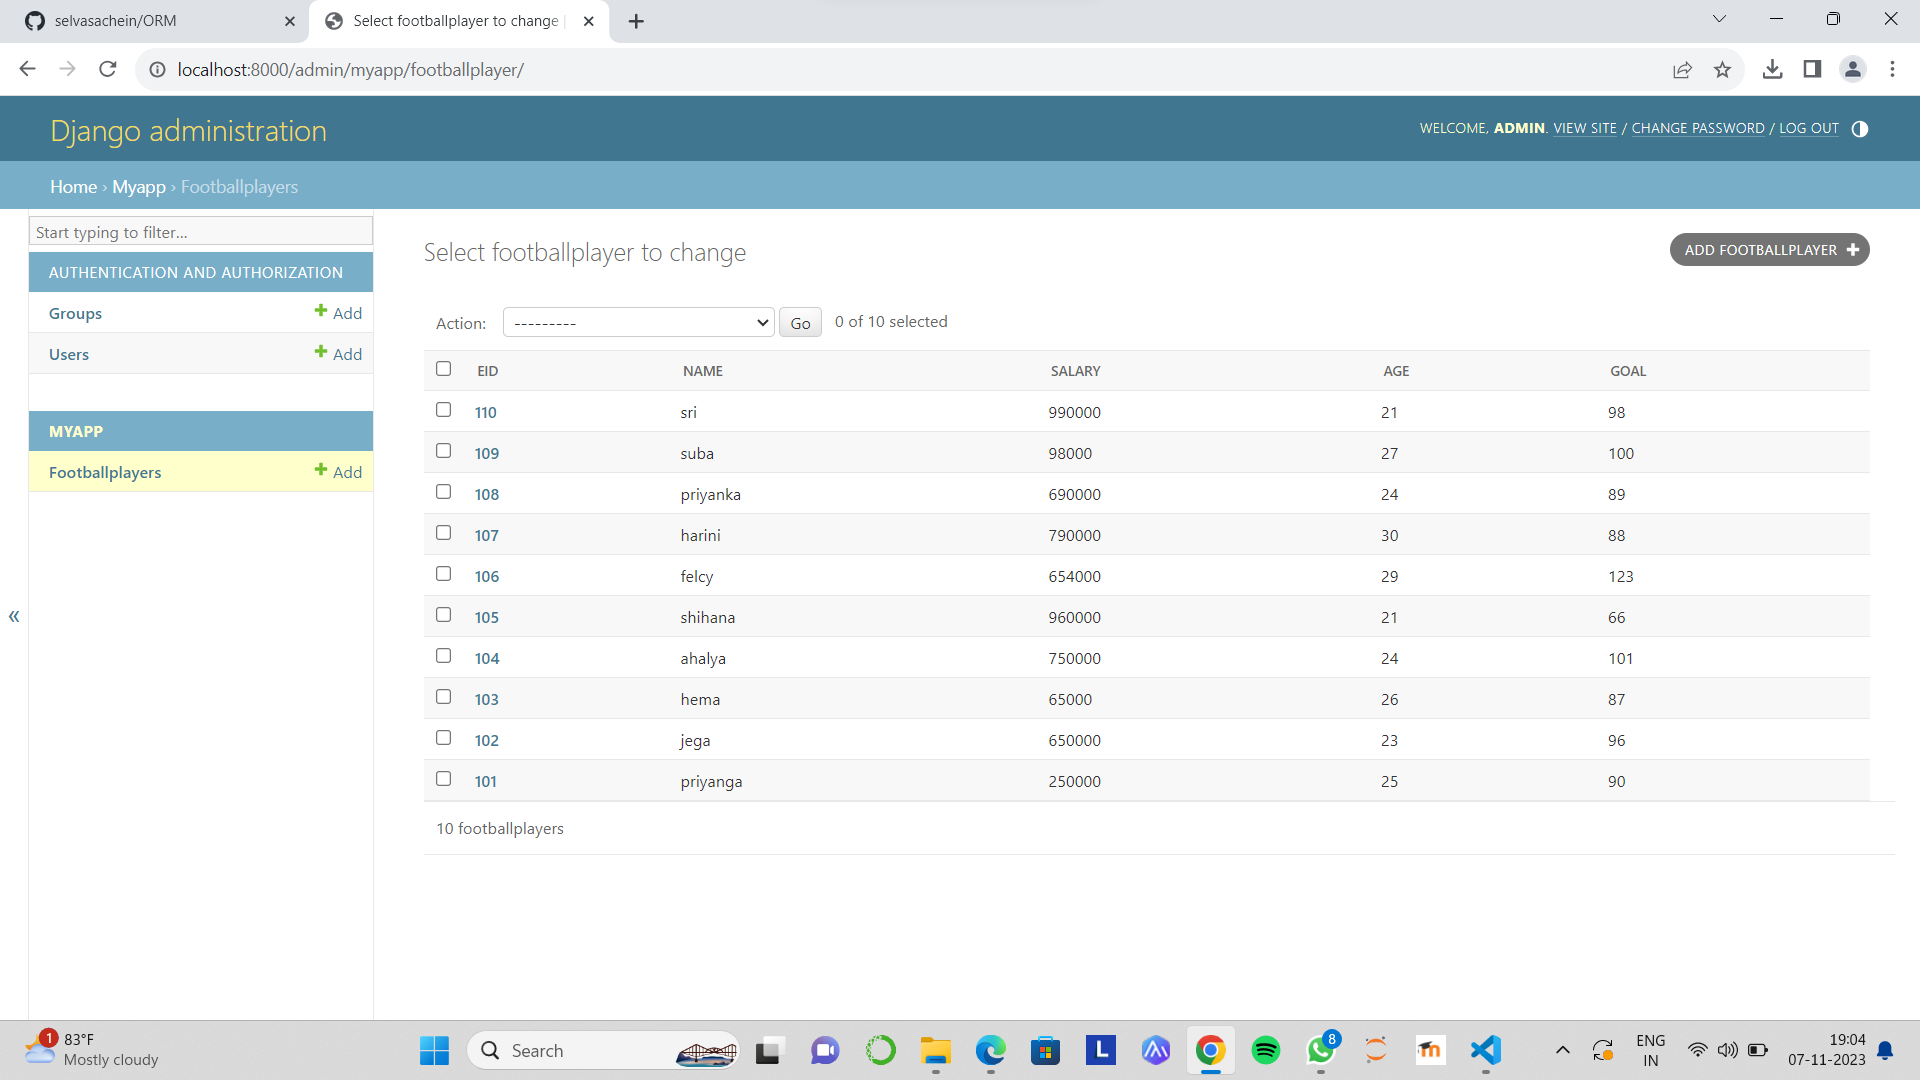 selvasachein/ORM
Select footballplayer to change |
localhost:8000/admin/myapp/footballplayer/
Django administration
WELCOME, ADMIN. VIEW SITE / CHANGE PASSWORD / LOG OUT
Home › Myapp › Footballplayers
Start typing to filter...
AUTHENTICATION AND AUTHORIZATION
Groups + Add
Users + Add
MYAPP
Footballplayers + Add
«
Select footballplayer to change
ADD FOOTBALLPLAYER +
Action: --------- Go 0 of 10 selected
EID NAME SALARY AGE GOAL
110 sri 990000 21 98
109 suba 98000 27 100
108 priyanka 690000 24 89
107 harini 790000 30 88
106 felcy 654000 29 123
105 shihana 960000 21 66
104 ahalya 750000 24 101
103 hema 65000 26 87
102 jega 650000 23 96
101 priyanga 250000 25 90
10 footballplayers
1
83°F
Mostly cloudy
Search
L
8
m
ENG
IN
19:04
07-11-2023